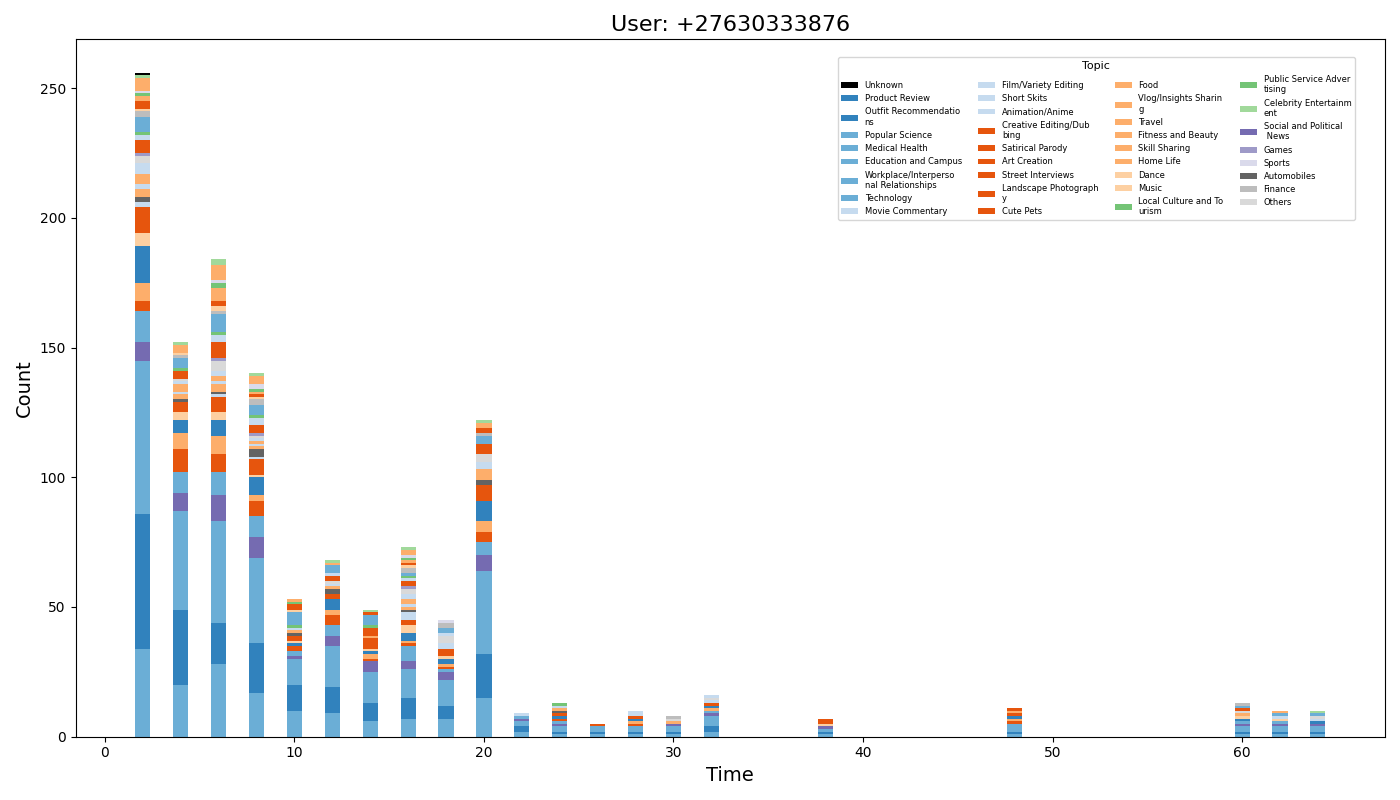 User: +27630333876
Topic
Unknown
Product Review
Outfit Recommendatio
ns
Popular Science
Medical Health
Education and Campus
Workplace/Interperso
nal Relationships
Technology
Movie Commentary
Film/Variety Editing
Short Skits
Animation/Anime
Creative Editing/Dub
bing
Satirical Parody
Art Creation
Street Interviews
Landscape Photograph
y
Cute Pets
Food
Vlog/Insights Sharin
g
Travel
Fitness and Beauty
Skill Sharing
Home Life
Dance
Music
Local Culture and To
urism
Public Service Adver
tising
Celebrity Entertainm
ent
Social and Political
News
Games
Sports
Automobiles
Finance
Others
Count
250
200
150
100
50
0
0 10 20 30 40 50 60
Time